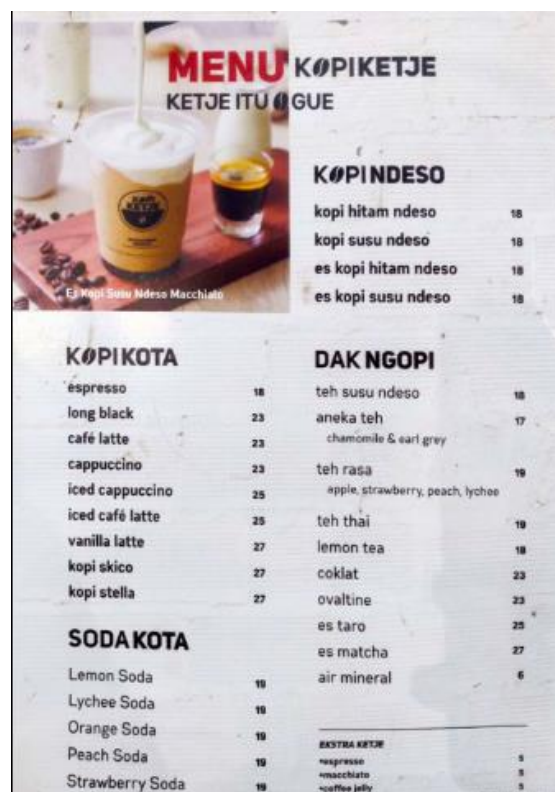 MENU KOPIKETJE
KETJE ITU GUE
KOPI KETJE
Es Kopi Susu Ndeso Macchiato
KOPI NDESO
kopi hitam ndeso 18
kopi susu ndeso 18
es kopi hitam ndeso 18
es kopi susu ndeso 18
KOPI KOTA
espresso 18
long black 23
café latte 23
cappuccino 23
iced cappuccino 25
iced café latte 25
vanilla latte 27
kopi skico 27
kopi stella 27
SODA KOTA
Lemon Soda 19
Lychee Soda 19
Orange Soda 19
Peach Soda 19
Strawberry Soda 19
DAK NGOPI
teh susu ndeso 18
aneka teh 17
chamomile & earl grey
teh rasa 19
apple, strawberry, peach, lychee
teh thai 19
lemon tea 18
coklat 23
ovaltine 23
es taro 25
es matcha 27
air mineral 6
EKSTRA KETJE
•espresso 5
•macchiato 5
•coffee jelly 5